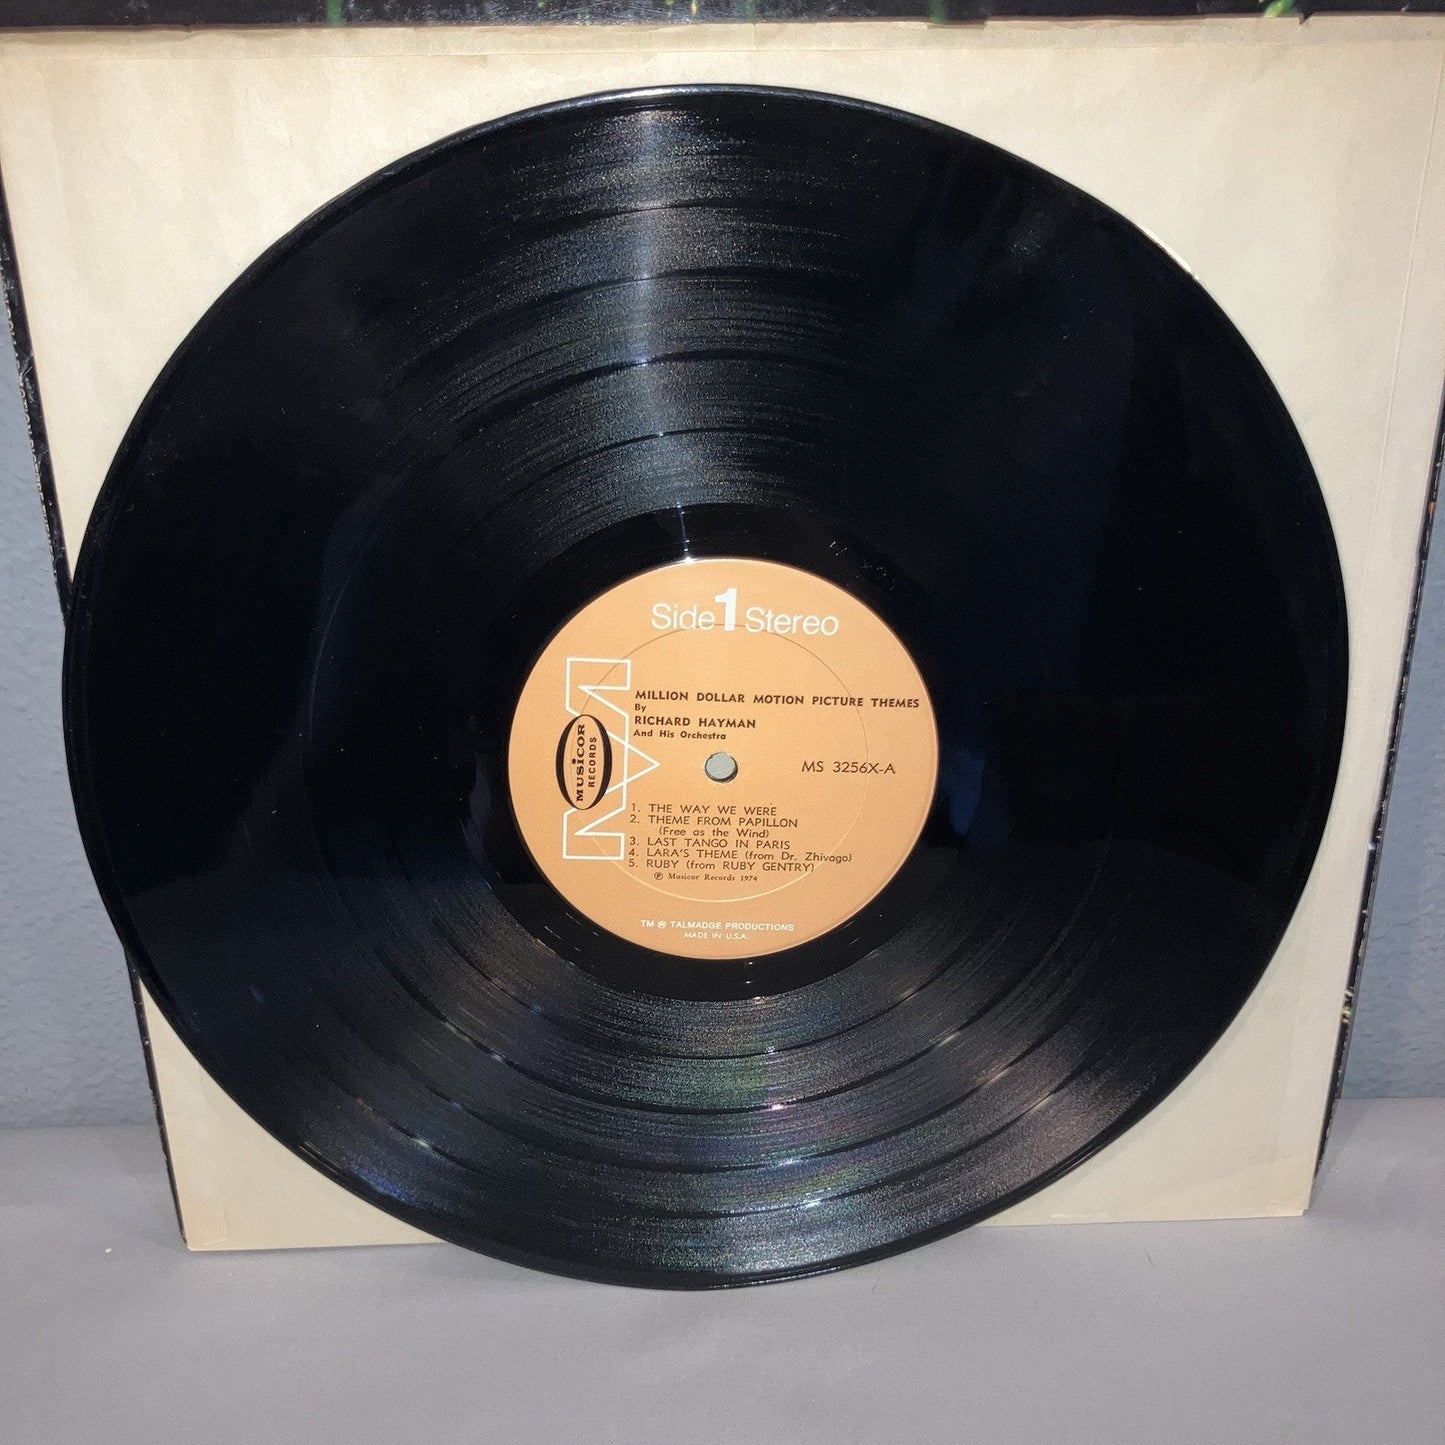 Side 1 Stereo
MILLION DOLLAR MOTION PICTURE THEMES
By
RICHARD HAYMAN
And His Orchestra
MUSICOR
RECORDS
MS 3256X-A
1. THE WAY WE WERE
2. THEME FROM PAPILLON
(Free as the Wind)
3. LAST TANGO IN PARIS
4. LARA'S THEME (from Dr. Zhivago)
5. RUBY (from RUBY GENTRY)
℗ Musicor Records 1974
TM ® TALMADGE PRODUCTIONS
MADE IN U.S.A.